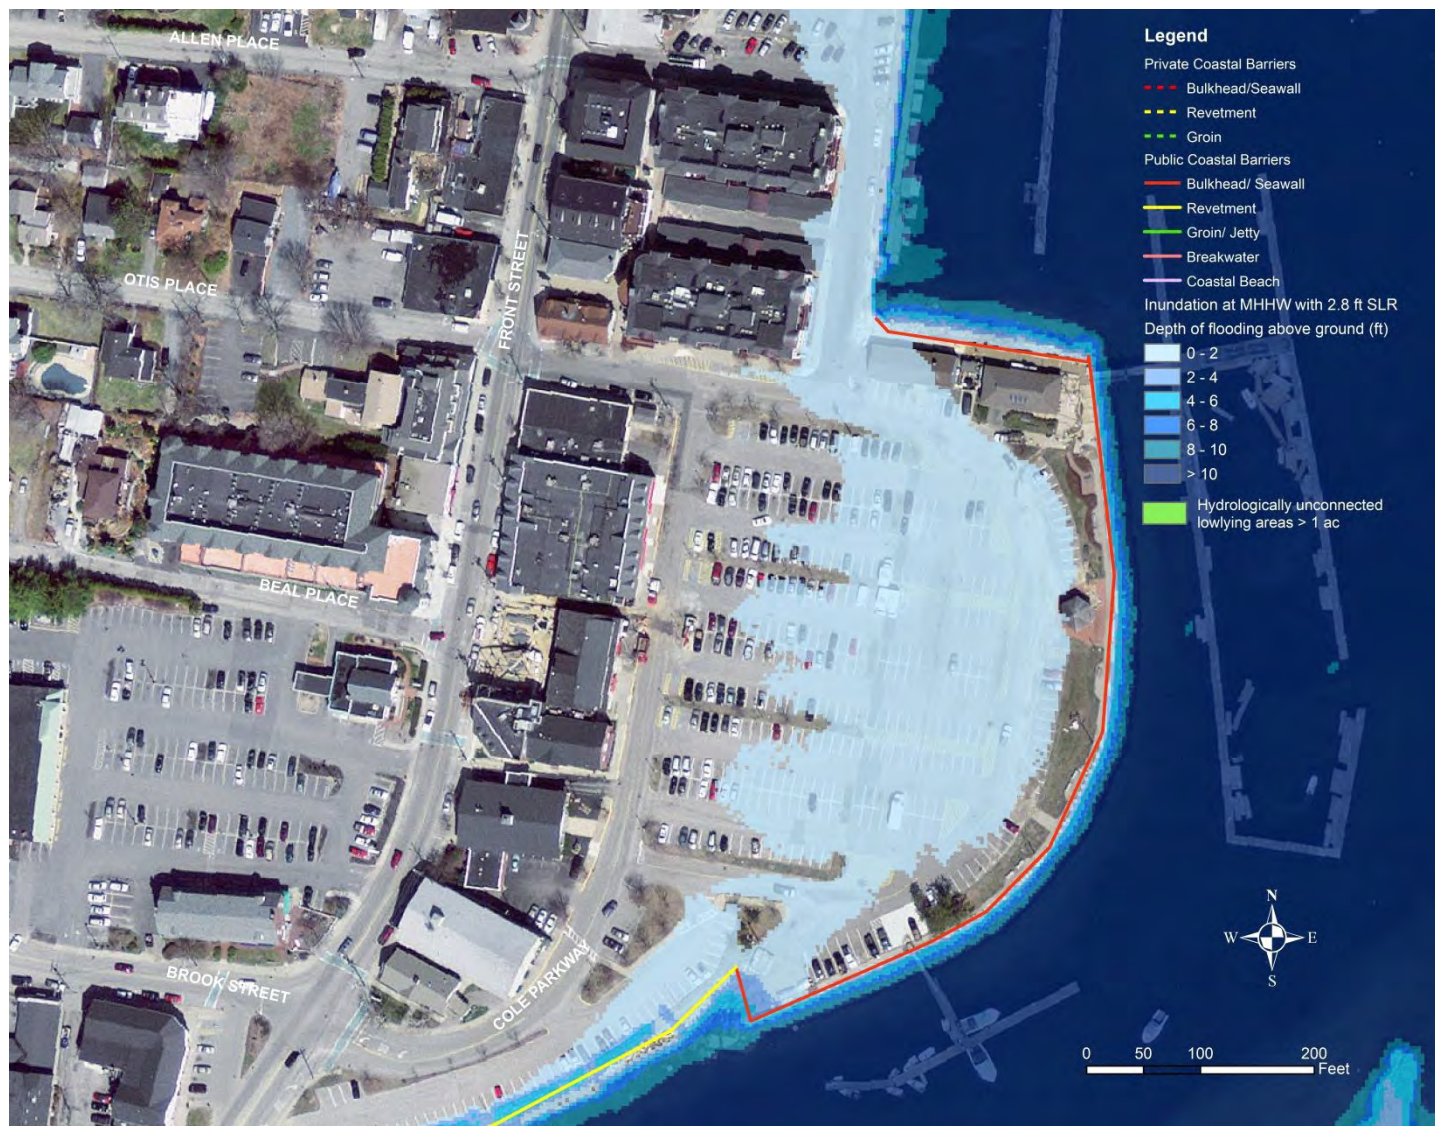 ALLEN PLACE
OTIS PLACE
FRONT STREET
BEAL PLACE
BROOK STREET
COLE PARKWAY
Legend
Private Coastal Barriers
Bulkhead/Seawall
Revetment
Groin
Public Coastal Barriers
Bulkhead/ Seawall
Revetment
Groin/ Jetty
Breakwater
Coastal Beach
Inundation at MHHW with 2.8 ft SLR
Depth of flooding above ground (ft)
0 - 2
2 - 4
4 - 6
6 - 8
8 - 10
> 10
Hydrologically unconnected
lowlying areas > 1 ac
N
W E
S
0 50 100 200
Feet